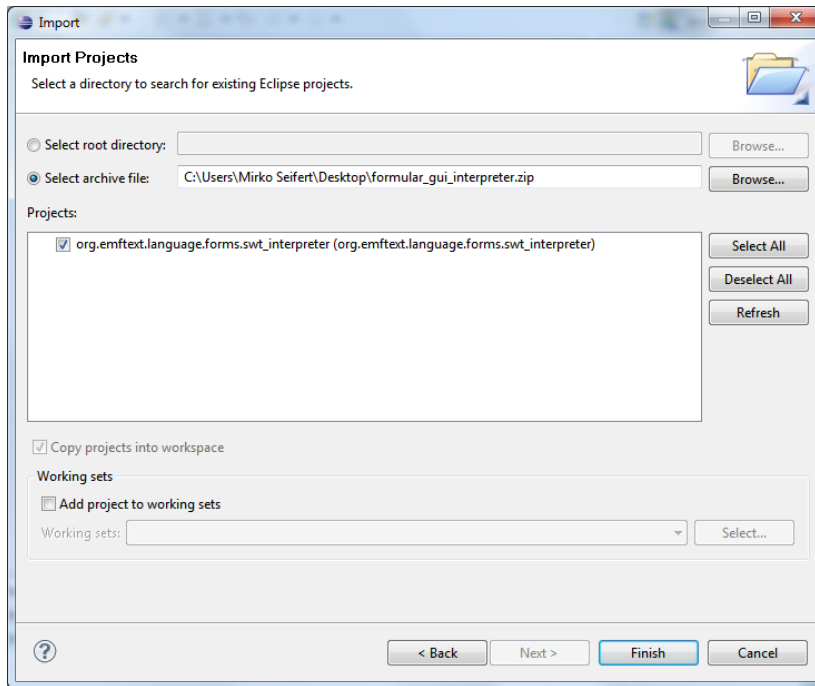 Import
Import Projects
Select a directory to search for existing Eclipse projects.
Select root directory:
Browse...
Select archive file:
C:\Users\Mirko Seifert\Desktop\formular_gui_interpreter.zip
Browse...
Projects:
org.emftext.language.forms.swt_interpreter (org.emftext.language.forms.swt_interpreter)
Select All
Deselect All
Refresh
Copy projects into workspace
Working sets
Add project to working sets
Working sets:
Select...
?
< Back
Next >
Finish
Cancel